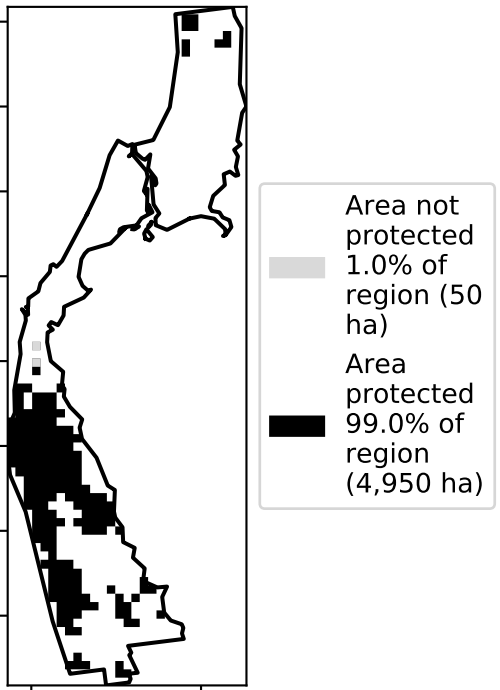 Area not
protected
1.0% of
region (50
ha)
Area
protected
99.0% of
region
(4,950 ha)